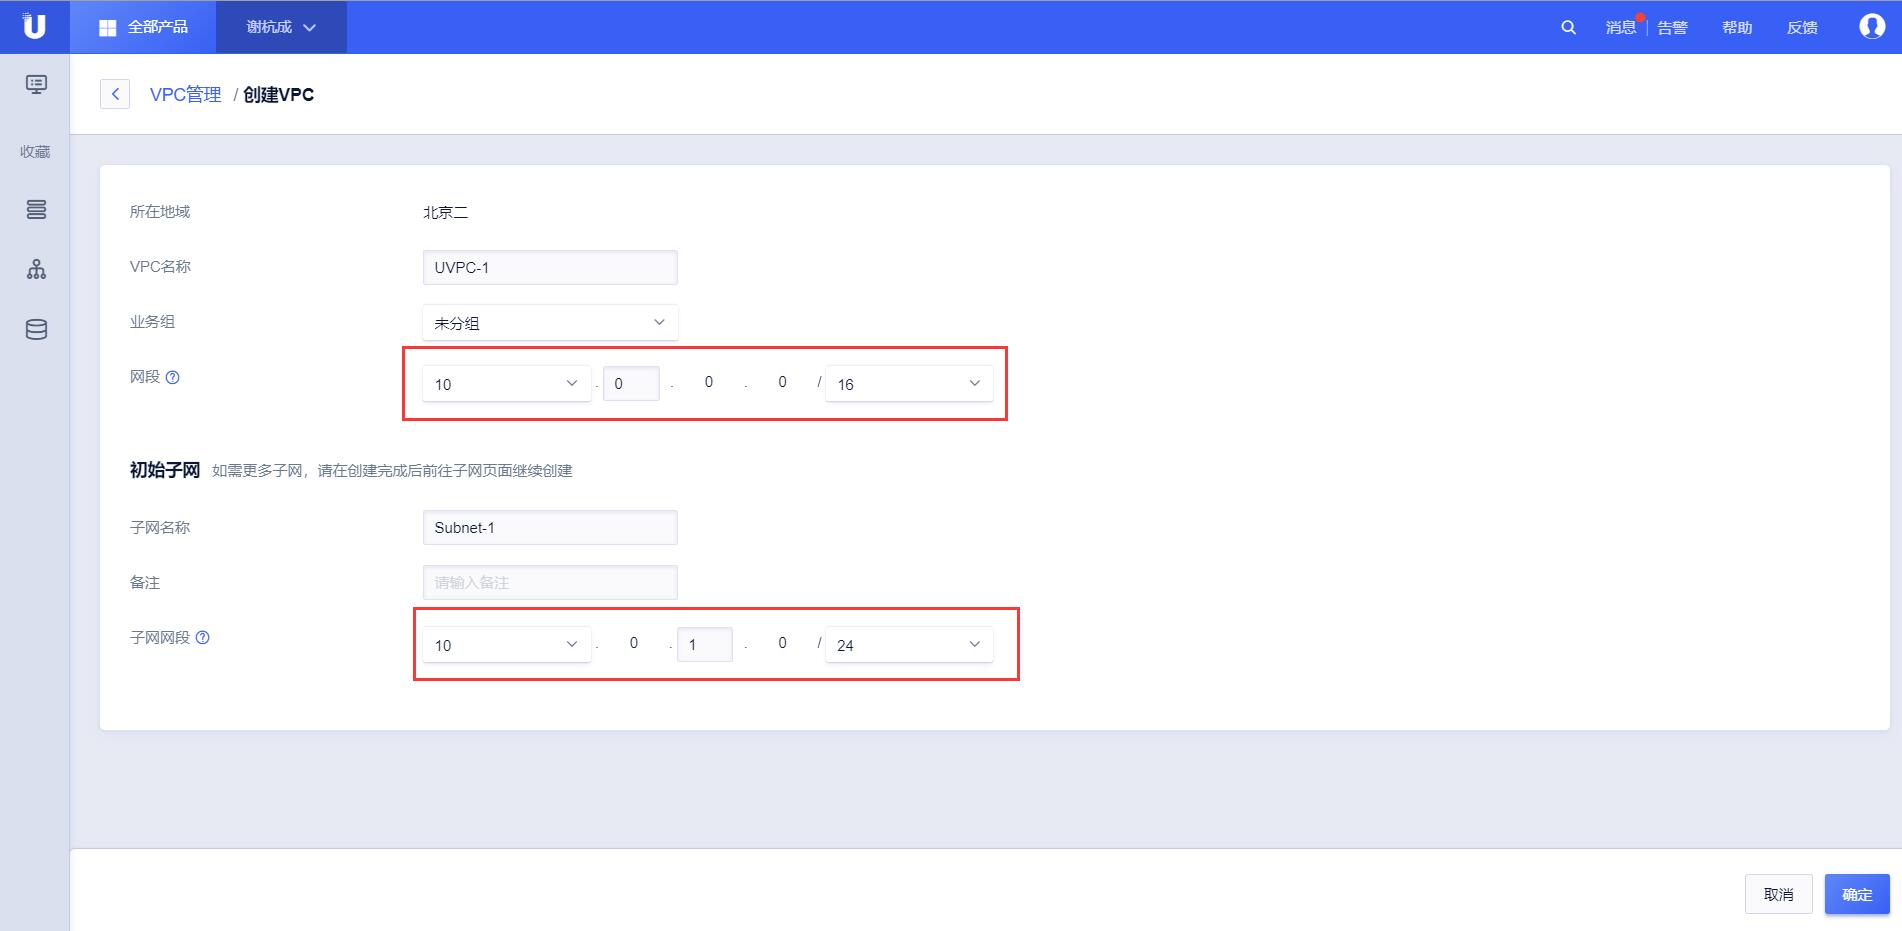 U 全部产品 谢杭成 消息 告警 帮助 反馈
VPC管理 / 创建VPC
收藏
所在地域 北京二
VPC名称 UVPC-1
业务组 未分组
网段 ? 10 . 0 . 0 . 0 / 16
初始子网 如需更多子网，请在创建完成后前往子网页面继续创建
子网名称 Subnet-1
备注 请输入备注
子网网段 ? 10 . 0 . 1 . 0 / 24
取消 确定